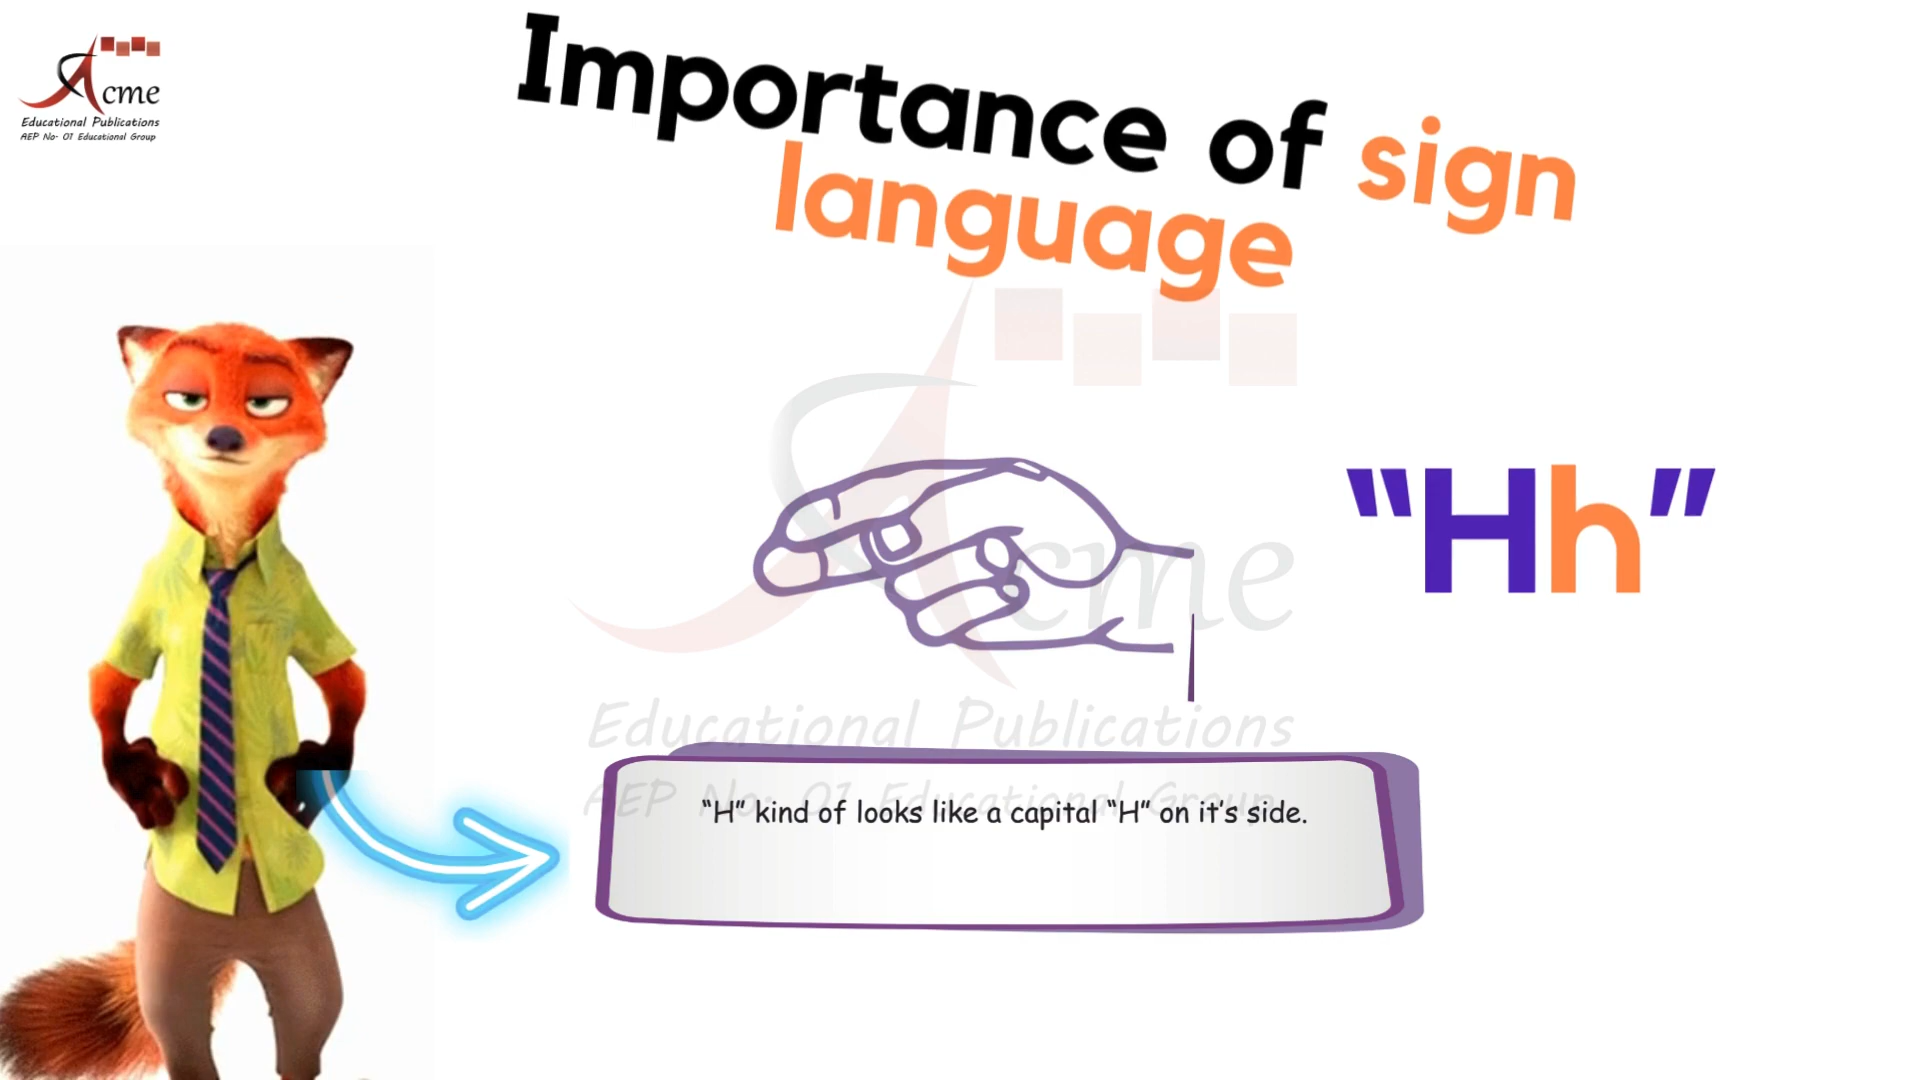 Acme
Educational Publications
AEP No- 01 Educational Group
Importance of sign
language
“Hh”
Acme
Educational Publications
AEP No- 01 Educational Group
“H” kind of looks like a capital “H” on it’s side.